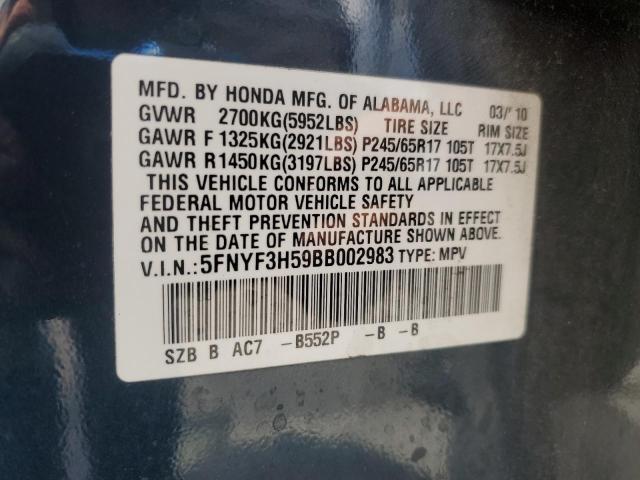 MFD. BY HONDA MFG. OF ALABAMA, LLC 03/'10
GVWR 2700KG(5952LBS) TIRE SIZE RIM SIZE
GAWR F 1325KG(2921LBS) P245/65R17 105T 17X7.5J
GAWR R 1450KG(3197LBS) P245/65R17 105T 17X7.5J
THIS VEHICLE CONFORMS TO ALL APPLICABLE
FEDERAL MOTOR VEHICLE SAFETY
AND THEFT PREVENTION STANDARDS IN EFFECT
ON THE DATE OF MANUFACTURE SHOWN ABOVE.
V.I.N.:5FNYF3H59BB002983 TYPE: MPV
SZB B AC7 -B552P -B -B